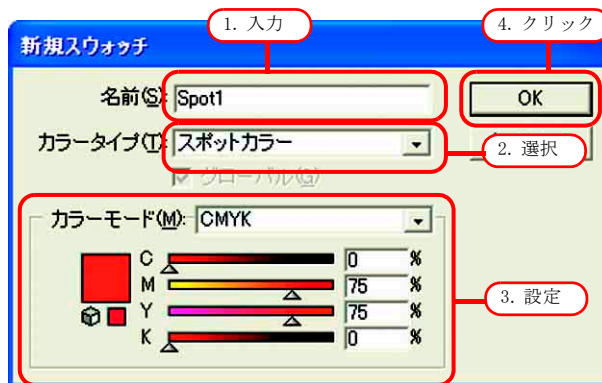 1. 入力
4. クリック
新規スウォッチ
名前(S): Spot1
OK
カラータイプ(T): スポットカラー
2. 選択
グローバル(G)
カラーモード(M): CMYK
C 0 %
M 75 %
Y 75 %
K 0 %
3. 設定